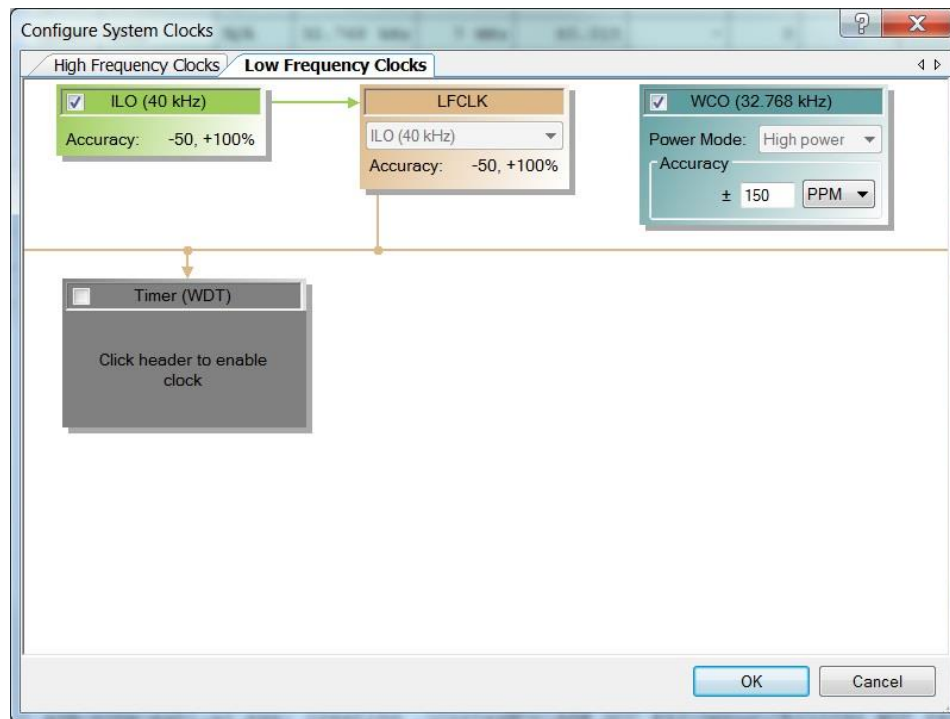 Configure System Clocks
High Frequency Clocks Low Frequency Clocks
ILO (40 kHz)
Accuracy: -50, +100%
LFCLK
ILO (40 kHz)
Accuracy: -50, +100%
WCO (32.768 kHz)
Power Mode: High power
Accuracy
± 150 PPM
Timer (WDT)
Click header to enable
clock
OK Cancel